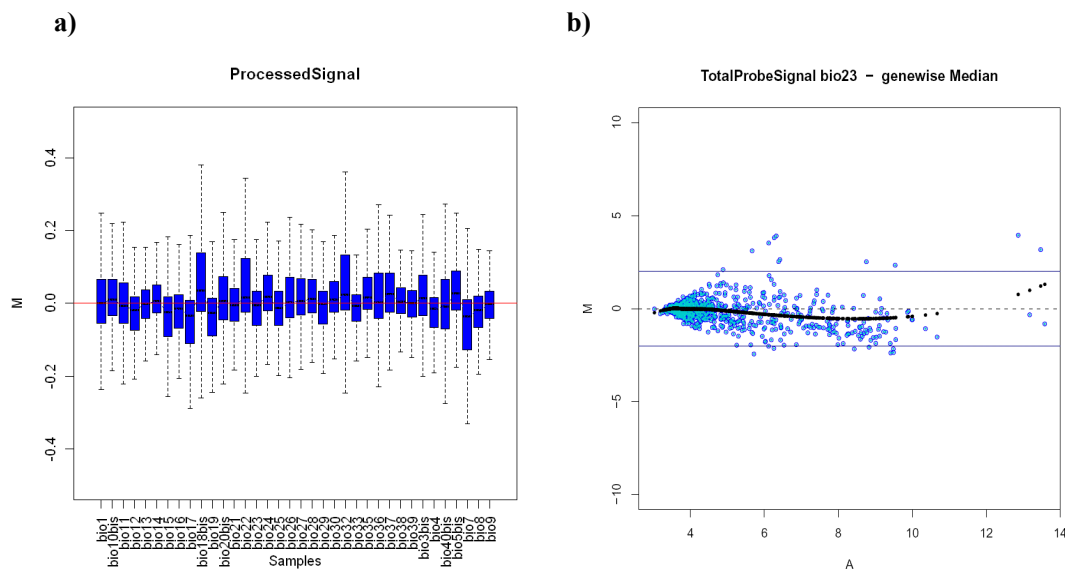 a)
b)
ProcessedSignal
M
0.4
0.2
0.0
−0.2
−0.4
bio1
bio10bis
bio11
bio12
bio13
bio14
bio15
bio16
bio17
bio18bis
bio19
bio20bis
bio21
bio22
bio23
bio24
bio25
bio26
bio27
bio28
bio29
bio30
bio32
bio33
bio35
bio36
bio37
bio38
bio39
bio3bis
bio4
bio40bis
bio5bis
bio7
bio8
bio9
Samples
TotalProbeSignal bio23 − genewise Median
M
10
5
0
−5
−10
4
6
8
10
12
14
A